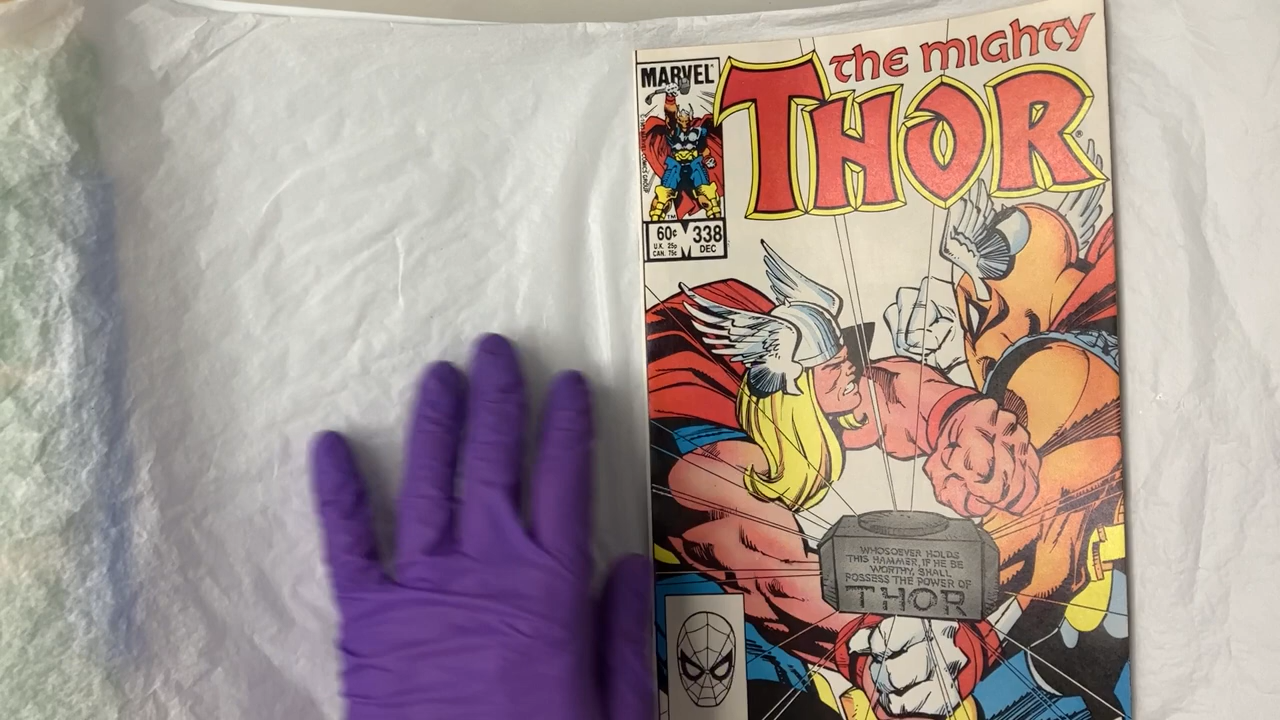 THE MIGHTY
THOR®
MARVEL
60¢
338
U.K. 25p
CAN. 75¢
DEC
WHOSOEVER HOLDS
THIS HAMMER, IF HE BE
WORTHY, SHALL
POSSESS THE POWER OF
THOR